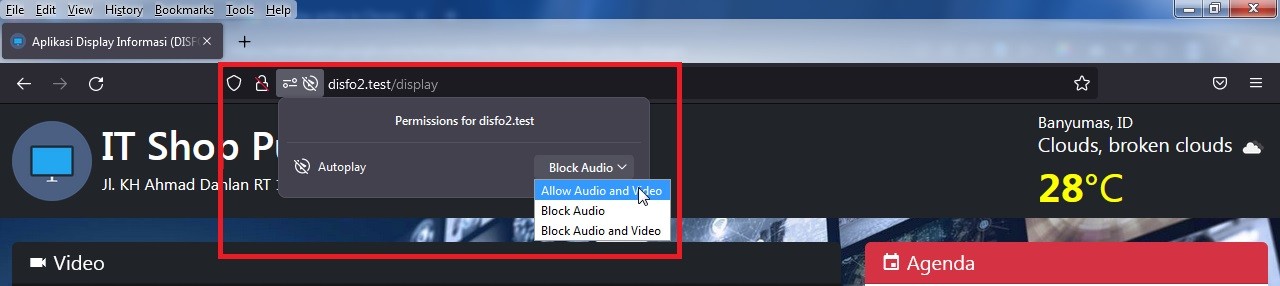 File Edit View History Bookmarks Tools Help
Aplikasi Display Informasi (DISF
disfo2.test/display
Permissions for disfo2.test
Autoplay Block Audio
Allow Audio and Video
Block Audio
Block Audio and Video
IT Shop Pu
Jl. KH Ahmad Dahlan RT
Banyumas, ID
Clouds, broken clouds
28°C
Video
Agenda